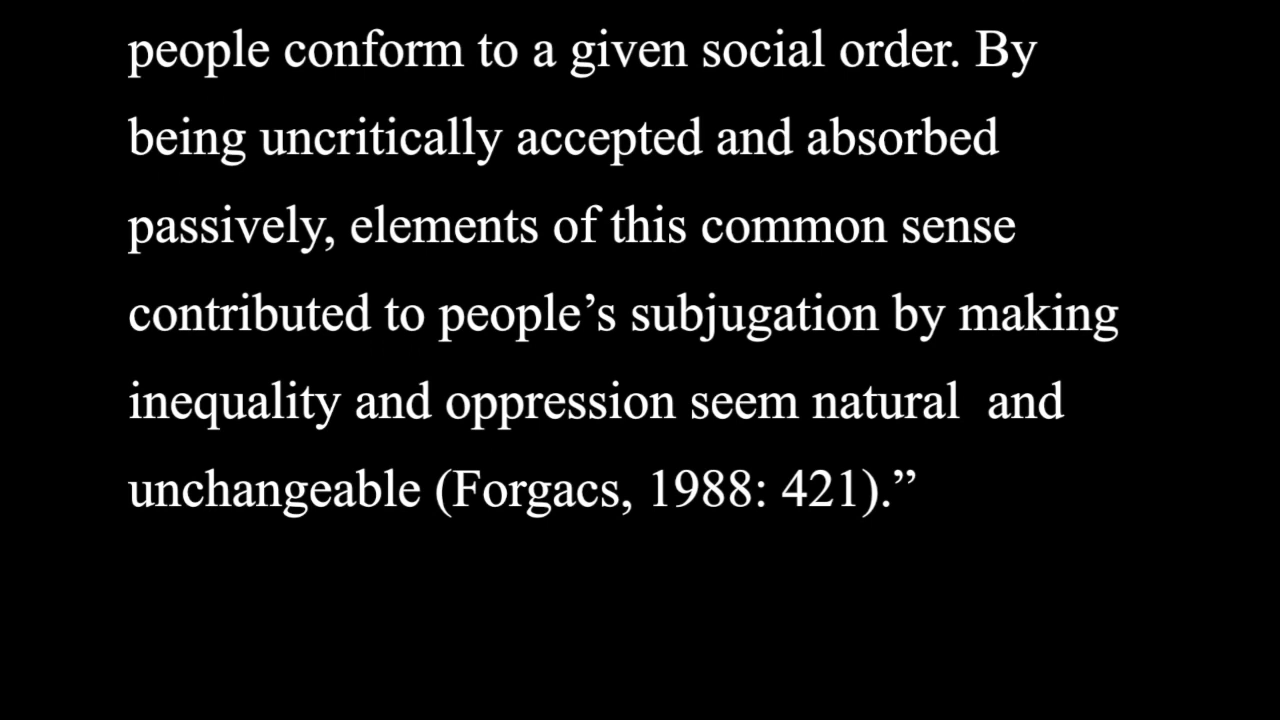 people conform to a given social order. By
being uncritically accepted and absorbed
passively, elements of this common sense
contributed to people’s subjugation by making
inequality and oppression seem natural  and
unchangeable (Forgacs, 1988: 421).”